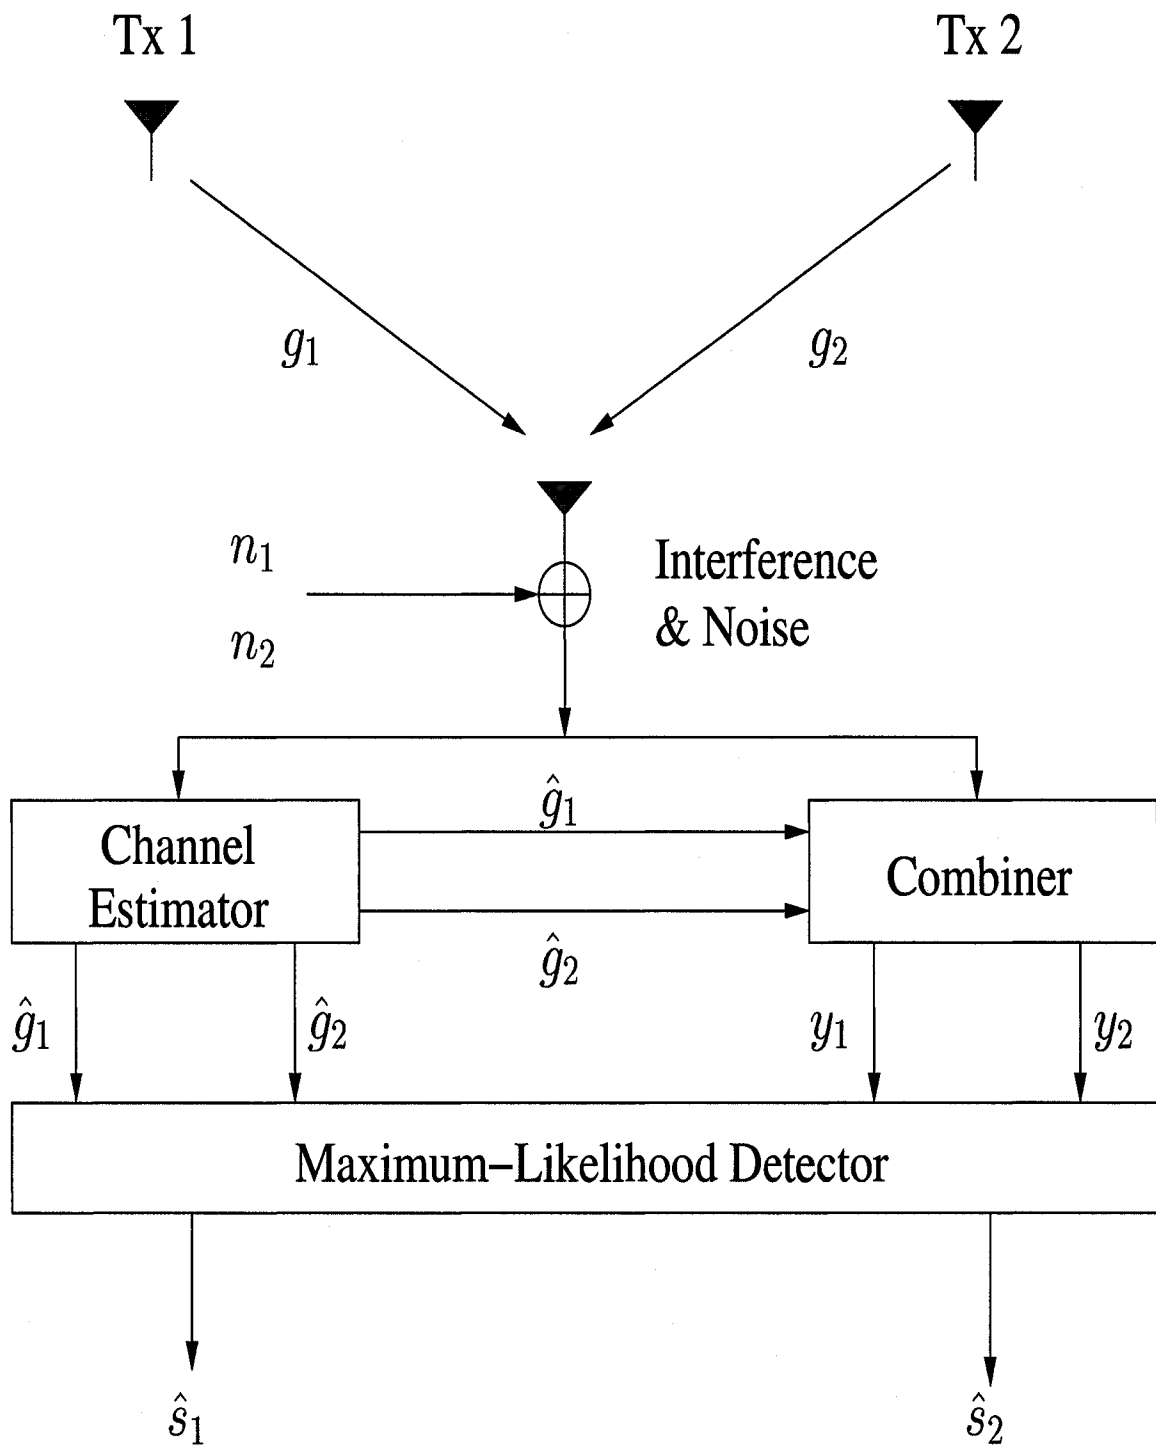 Tx 1
Tx 2
g₁
g₂
n₁
Interference
& Noise
n₂
ĝ₁
Channel
Estimator
Combiner
ĝ₂
ĝ₁
ĝ₂
y₁
y₂
Maximum–Likelihood Detector
ŝ₁
ŝ₂